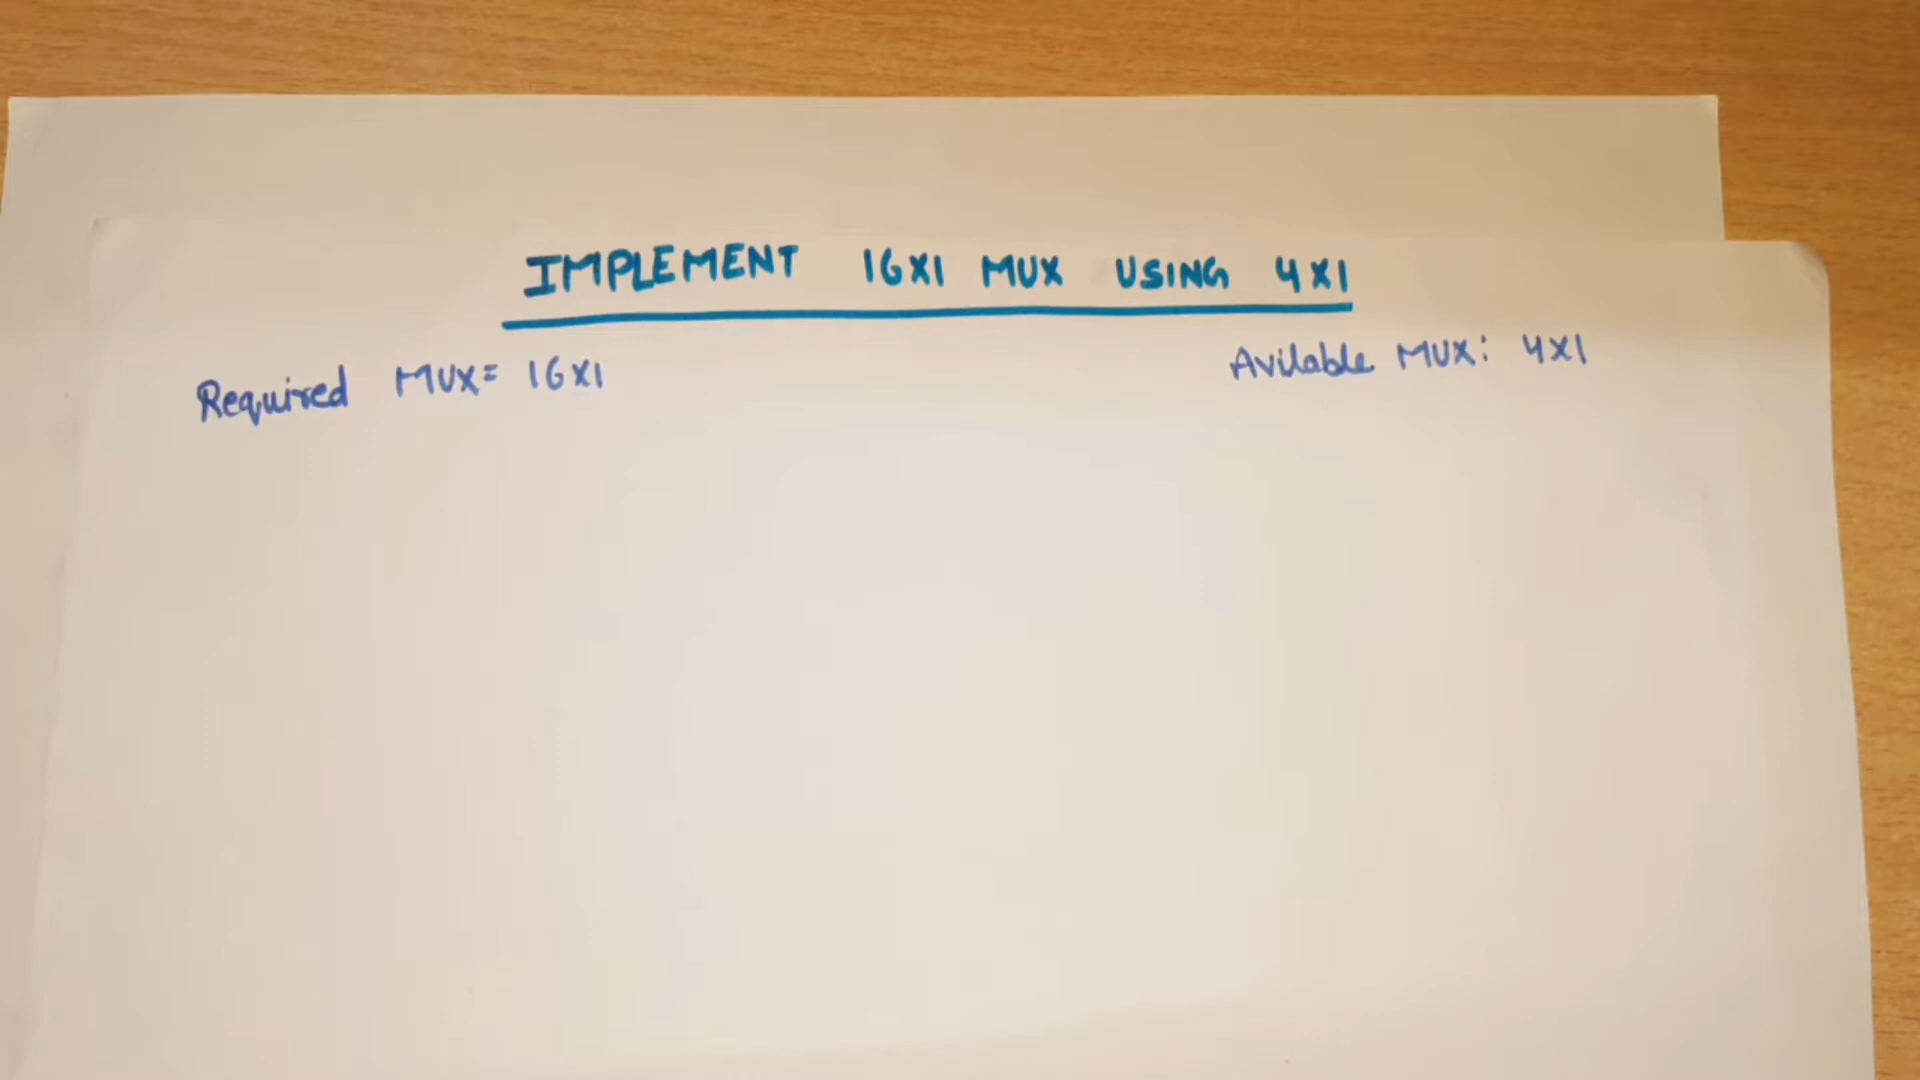 IMPLEMENT 16X1 MUX USING 4X1
Required MUX= 16X1
Avilable MUX: 4X1